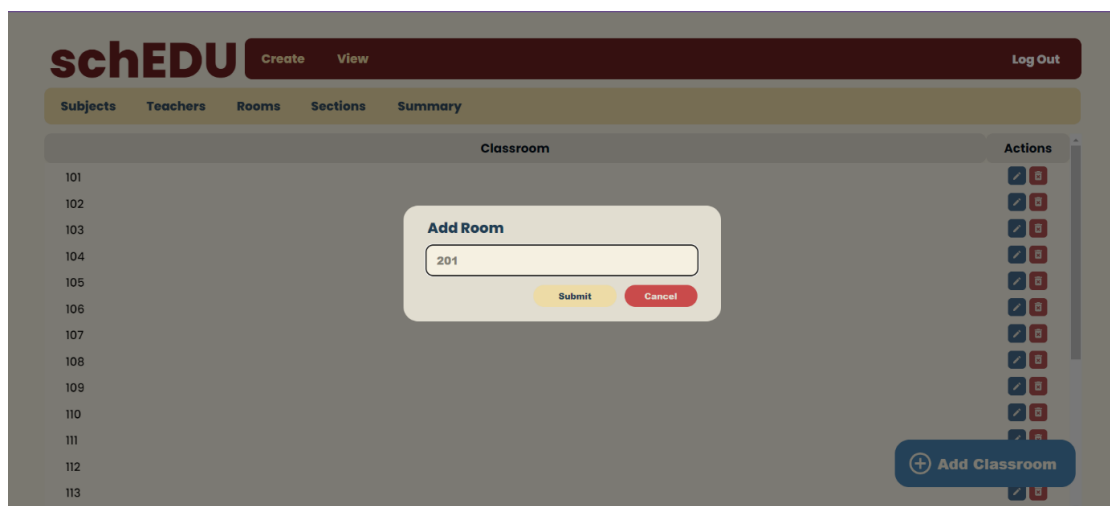 schEDU Create View Log Out
Subjects Teachers Rooms Sections Summary
Classroom Actions
101
102
103
104
105
106
107
108
109
110
111
112
113
Add Room
201
Submit Cancel
Add Classroom